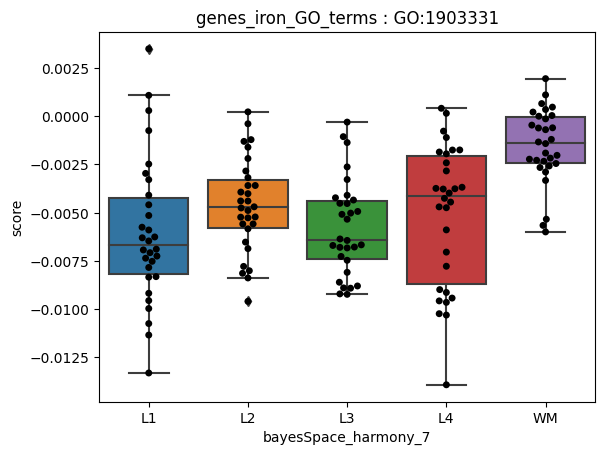 genes_iron_GO_terms : GO:1903331
0.0025
0.0000
−0.0025
−0.0050
−0.0075
−0.0100
−0.0125
score
L1 L2 L3 L4 WM
bayesSpace_harmony_7